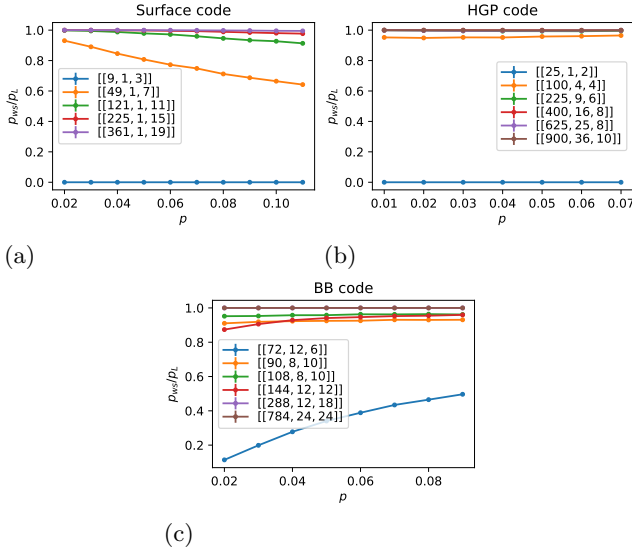 Surface code
1.0
0.8
0.6
0.4
0.2
0.0
p_ws/p_L
[[9, 1, 3]]
[[49, 1, 7]]
[[121, 1, 11]]
[[225, 1, 15]]
[[361, 1, 19]]
0.02 0.04 0.06 0.08 0.10
p
(a)
HGP code
1.0
0.8
0.6
0.4
0.2
0.0
p_ws/p_L
[[25, 1, 2]]
[[100, 4, 4]]
[[225, 9, 6]]
[[400, 16, 8]]
[[625, 25, 8]]
[[900, 36, 10]]
0.01 0.02 0.03 0.04 0.05 0.06 0.07
p
(b)
BB code
1.0
0.8
0.6
0.4
0.2
p_ws/p_L
[[72, 12, 6]]
[[90, 8, 10]]
[[108, 8, 10]]
[[144, 12, 12]]
[[288, 12, 18]]
[[784, 24, 24]]
0.02 0.04 0.06 0.08
p
(c)